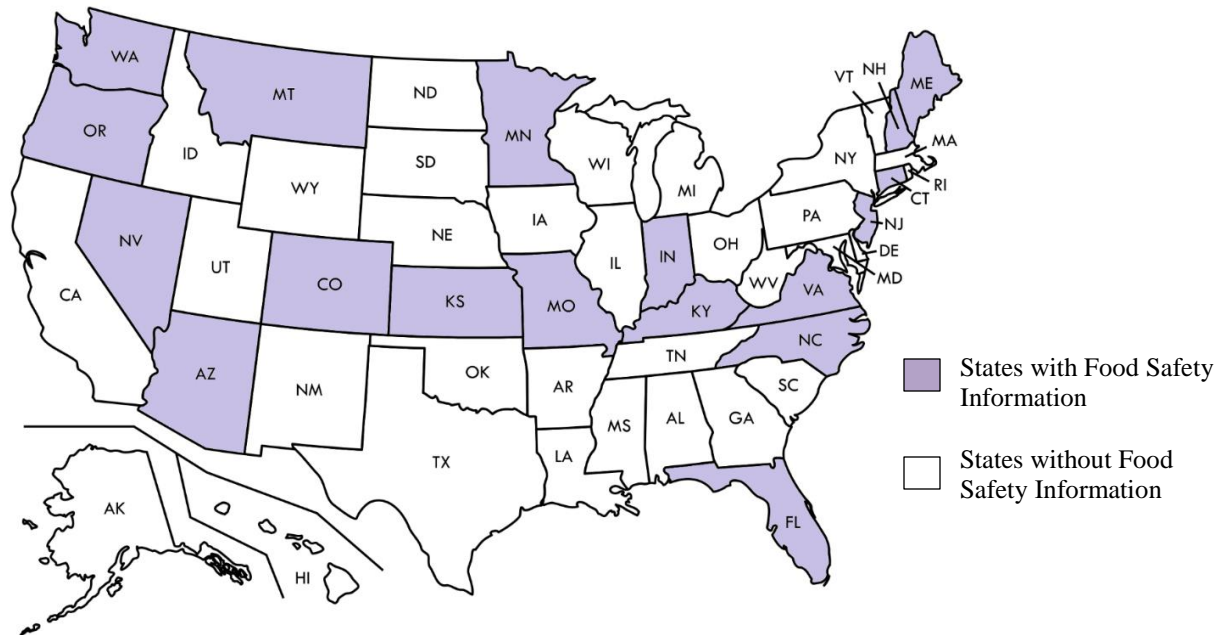 WA
MT
ND
MN
VT
NH
ME
OR
ID
SD
WI
MI
NY
MA
WY
RI
CT
NV
UT
NE
IA
PA
NJ
CA
CO
KS
MO
IL
IN
OH
DE
MD
WV
VA
KY
NC
AZ
NM
OK
AR
TN
SC
TX
LA
MS
AL
GA
FL
AK
HI
States with Food Safety
Information
States without Food
Safety Information